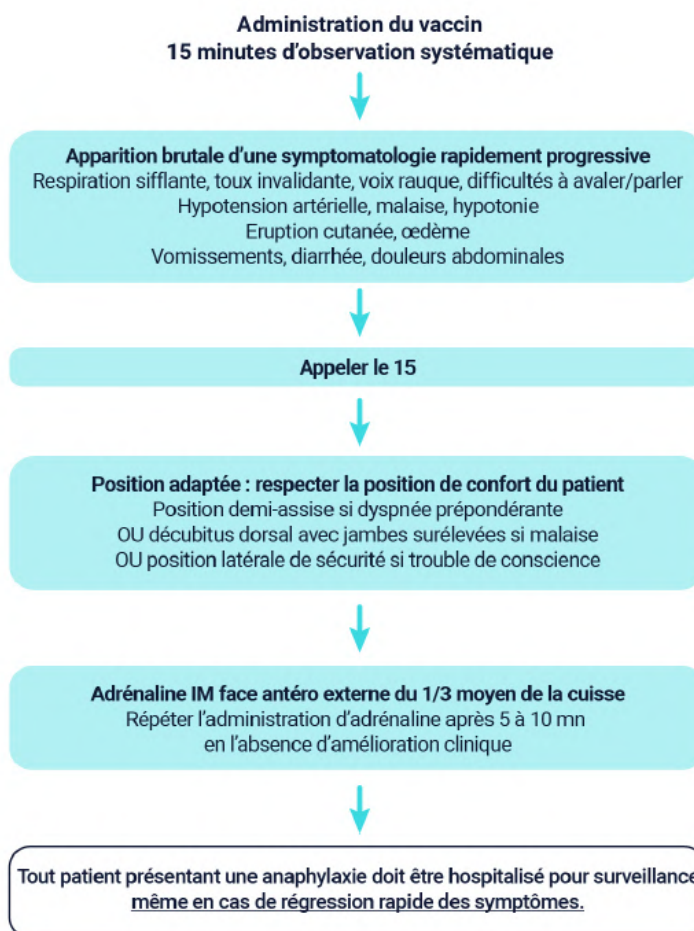 Administration du vaccin
15 minutes d'observation systématique
Apparition brutale d'une symptomatologie rapidement progressive
Respiration sifflante, toux invalidante, voix rauque, difficultés à avaler/parler
Hypotension artérielle, malaise, hypotonie
Eruption cutanée, œdème
Vomissements, diarrhée, douleurs abdominales
Appeler le 15
Position adaptée : respecter la position de confort du patient
Position demi-assise si dyspnée prépondérante
OU décubitus dorsal avec jambes surélevées si malaise
OU position latérale de sécurité si trouble de conscience
Adrénaline IM face antéro externe du 1/3 moyen de la cuisse
Répéter l'administration d'adrénaline après 5 à 10 mn
en l'absence d'amélioration clinique
Tout patient présentant une anaphylaxie doit être hospitalisé pour surveillance
même en cas de régression rapide des symptômes.